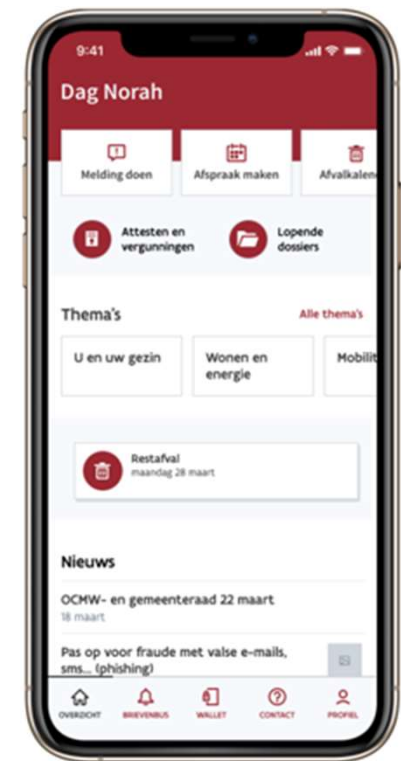 9:41
Dag Norah
Melding doen
Afspraak maken
Afvalkalen
Attesten en
vergunningen
Lopende
dossiers
Thema's
Alle thema's
U en uw gezin
Wonen en
energie
Mobilit
Restafval
maandag 28 maart
Nieuws
OCMW- en gemeenteraad 22 maart
18 maart
Pas op voor fraude met valse e-mails,
sms... (phishing)
OVERZICHT
BRIEVENBUS
WALLET
CONTACT
PROFIEL